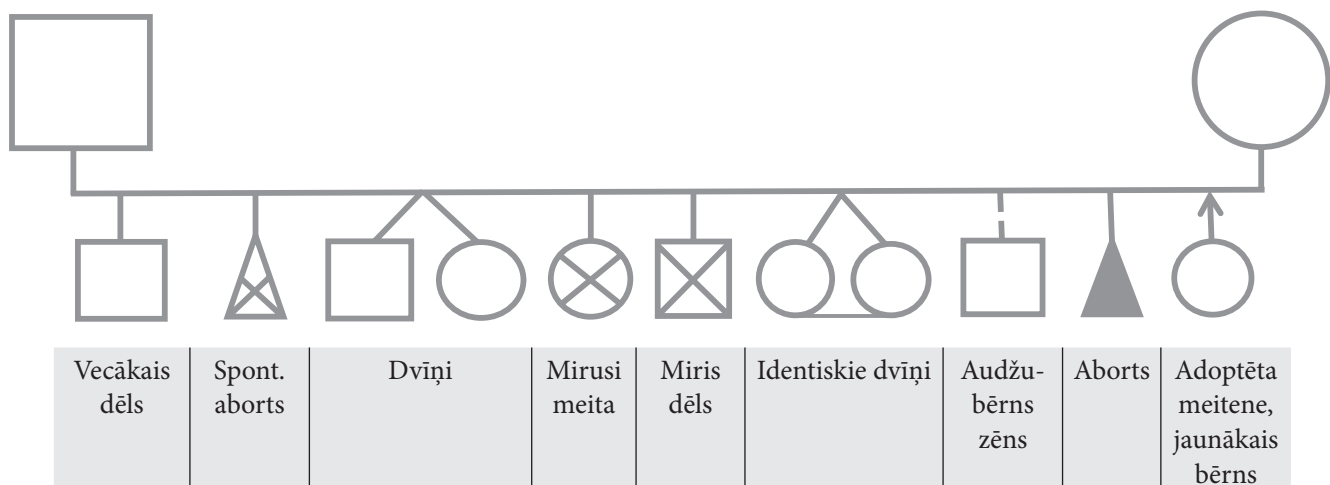 Vecākais
dēls
Spont.
aborts
Dvīņi
Mirusi
meita
Miris
dēls
Identiskie dvīņi
Audžu-
bērns
zēns
Aborts
Adoptēta
meitene,
jaunākais
bērns